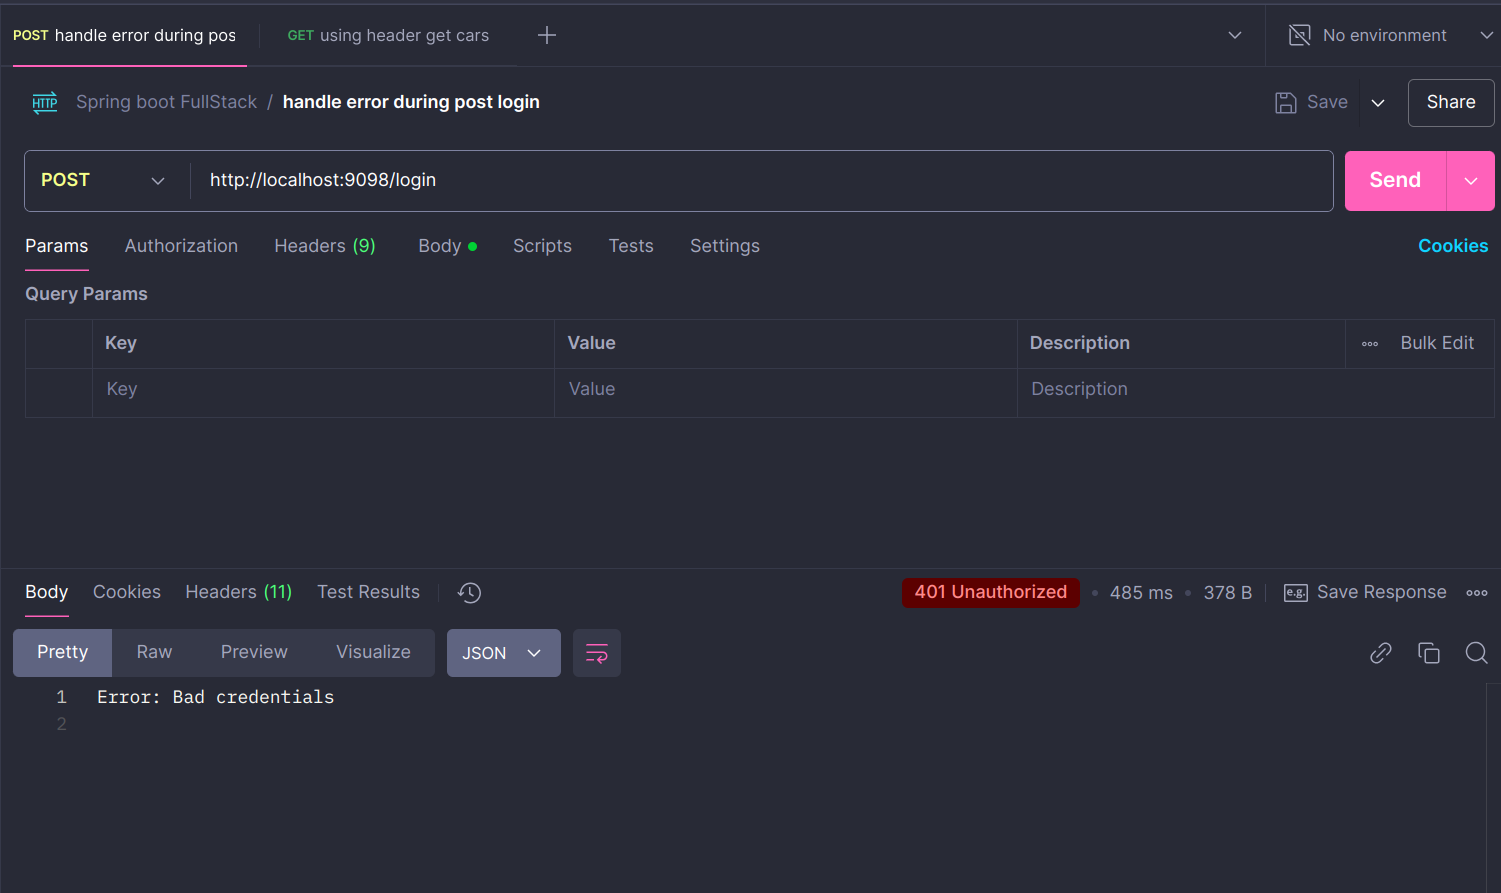 POST handle error during pos
GET using header get cars
No environment
HTTP Spring boot FullStack / handle error during post login
Save
Share
POST http://localhost:9098/login
Send
Params Authorization Headers (9) Body Scripts Tests Settings
Cookies
Query Params
Key Value Description Bulk Edit
Key Value Description
Body Cookies Headers (11) Test Results
401 Unauthorized • 485 ms • 378 B
e.g. Save Response
Pretty Raw Preview Visualize JSON
1 Error: Bad credentials
2